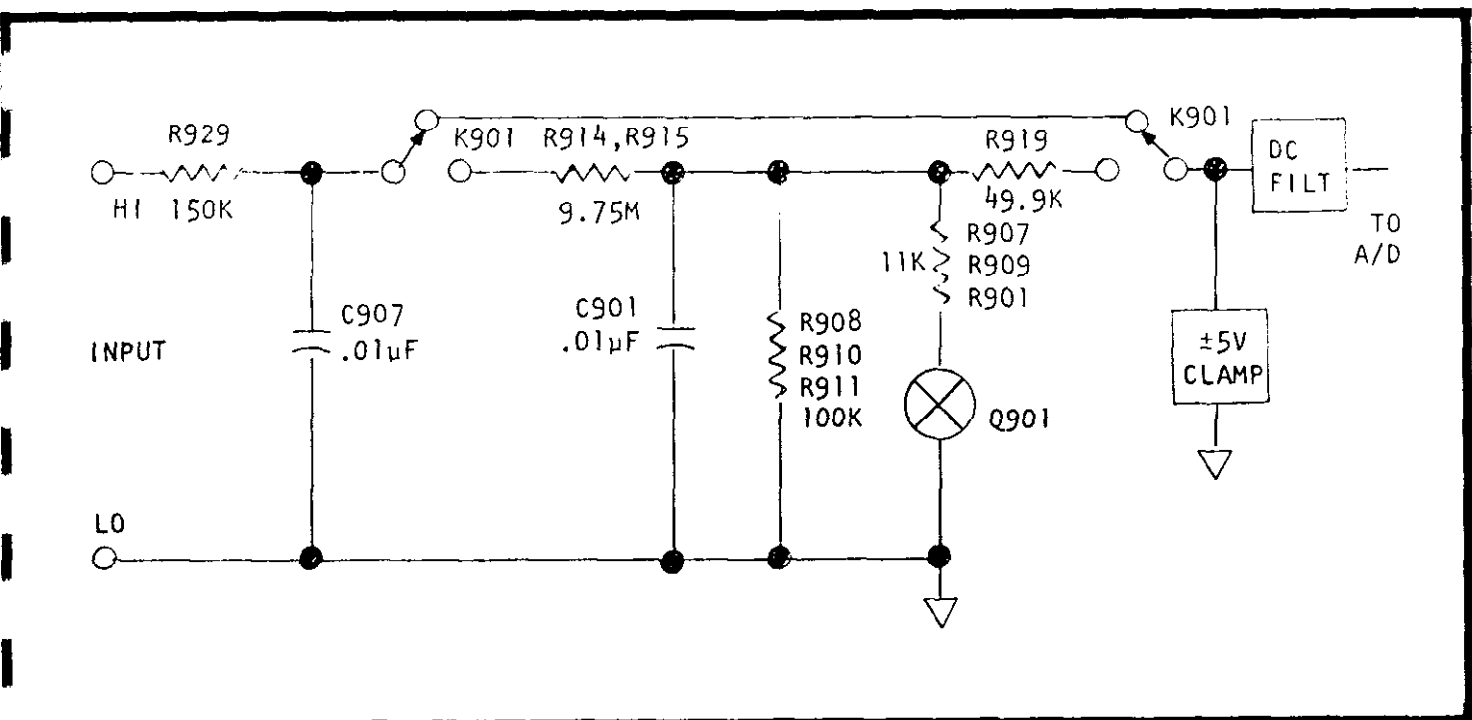 R929
HI 150K
K901
R914,R915
9.75M
R919
49.9K
K901
DC
FILT
TO
A/D
11K
R907
R909
R901
C907
.01µF
C901
.01µF
R908
R910
R911
100K
Q901
±5V
CLAMP
INPUT
LO